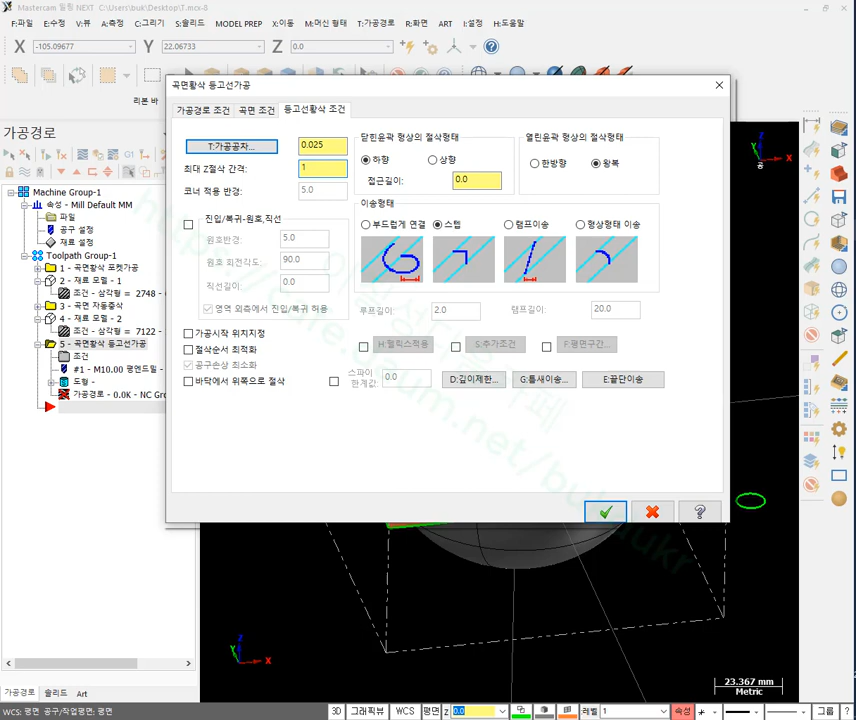 Mastercam 밀링 NEXT  C:\Users\buk\Desktop\T.mcx-8
F:파일 E:수정 V:뷰 A:측정 C:그리기 S:솔리드 MODEL PREP X:이동 M:머신 형태 T:가공경로 R:화면 ART I:설정 H:도움말
X -105.09677 Y 22.06733 Z 0.0
리본 바
가공경로
Machine Group-1
속성 - Mill Default MM
파일
공구 설정
재료 설정
Toolpath Group-1
1 - 곡면황삭 포켓가공
2 - 재료 모델 - 1
조건 - 삼각형 = 2748 -
3 - 곡면 자동중삭
4 - 재료 모델 - 2
조건 - 삼각형 = 7122 -
5 - 곡면황삭 등고선가공
조건
#1 - M10.00 평엔드밀 -
도형 -
가공경로 - 0.0K - NC Gro
곡면황삭 등고선가공
가공경로 조건 곡면 조건 등고선황삭 조건
T:가공공차... 0.025
최대 Z절삭 간격: 1
코너 적용 반경: 5.0
닫힌윤곽 형상의 절삭형태
하향 상향
접근길이: 0.0
열린윤곽 형상의 절삭형태
한방향 왕복
진입/복귀-원호,직선
원호반경: 5.0
원호 회전각도: 90.0
직선길이: 0.0
영역 외측에서 진입/복귀 허용
이송형태
부드럽게 연결 스텝 램프이송 형상형태 이송
루프길이: 2.0 램프길이: 20.0
가공시작 위치지정
절삭순서 최적화
공구손상 최소화
바닥에서 위쪽으로 절삭
H:헬릭스적용 S:추가조건 F:평면구간...
스파이
한계값: 0.0
D:깊이제한... G:틈새이송... E:끝단이송
23.367 mm
Metric
가공경로 솔리드 Art
WCS: 평면 공구/작업평면: 평면
3D 그래픽뷰 WCS 평면 Z 0.0 레벨 1 속성 그룹 ?